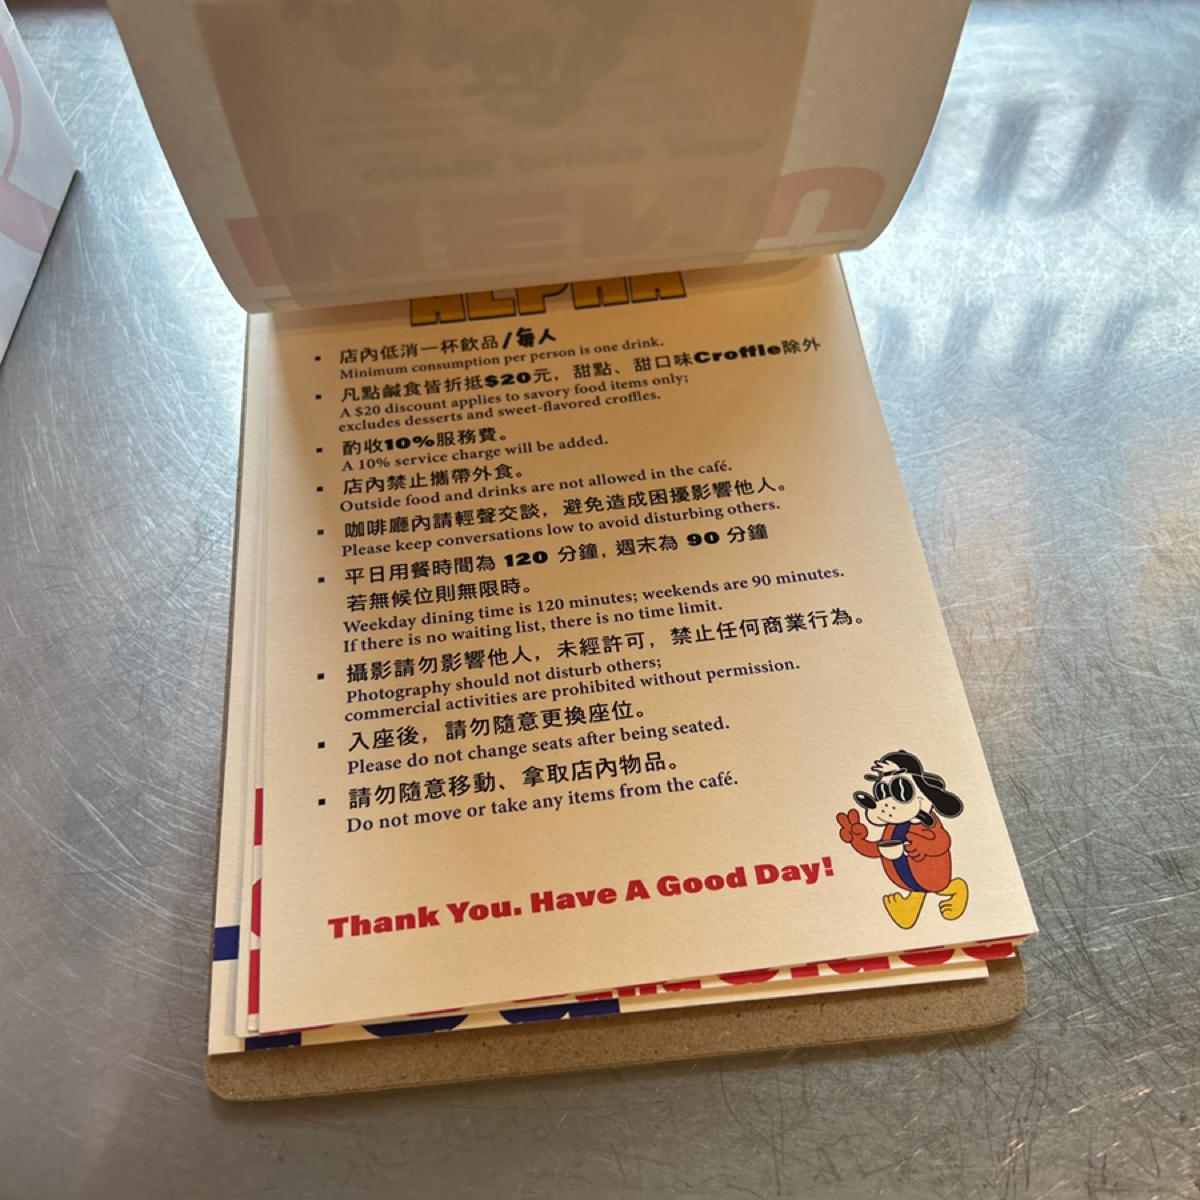 ALPHA
▪ 店內低消一杯飲品/每人
Minimum consumption per person is one drink.
▪ 凡點鹹食皆折抵$20元，甜點、甜口味Croffle除外
A $20 discount applies to savory food items only;
excludes desserts and sweet-flavored croffles.
▪ 酌收10%服務費。
A 10% service charge will be added.
▪ 店內禁止攜帶外食。
Outside food and drinks are not allowed in the café.
▪ 咖啡廳內請輕聲交談，避免造成困擾影響他人。
Please keep conversations low to avoid disturbing others.
▪ 平日用餐時間為 120 分鐘, 週末為 90 分鐘
若無候位則無限時。
Weekday dining time is 120 minutes; weekends are 90 minutes.
If there is no waiting list, there is no time limit.
▪ 攝影請勿影響他人，未經許可，禁止任何商業行為。
Photography should not disturb others;
commercial activities are prohibited without permission.
▪ 入座後，請勿隨意更換座位。
Please do not change seats after being seated.
▪ 請勿隨意移動、拿取店內物品。
Do not move or take any items from the café.
Thank You. Have A Good Day!